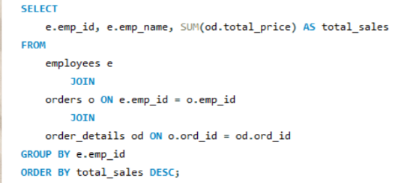 SELECT
e.emp_id, e.emp_name, SUM(od.total_price) AS total_sales
FROM
employees e
JOIN
orders o ON e.emp_id = o.emp_id
JOIN
order_details od ON o.ord_id = od.ord_id
GROUP BY e.emp_id
ORDER BY total_sales DESC;